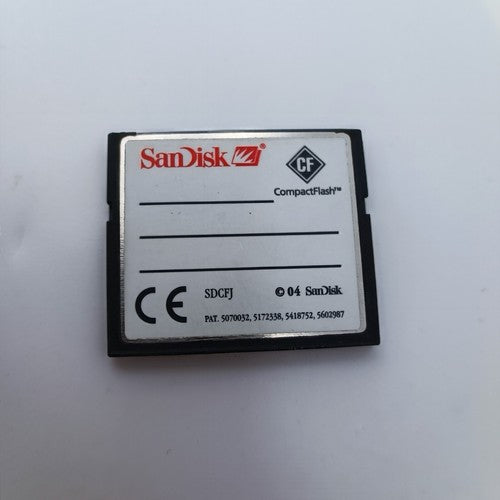 SanDisk
CF
CompactFlash™
CE
SDCFJ
© 04 SanDisk
PAT. 5070032, 5172338, 5418752, 5602987